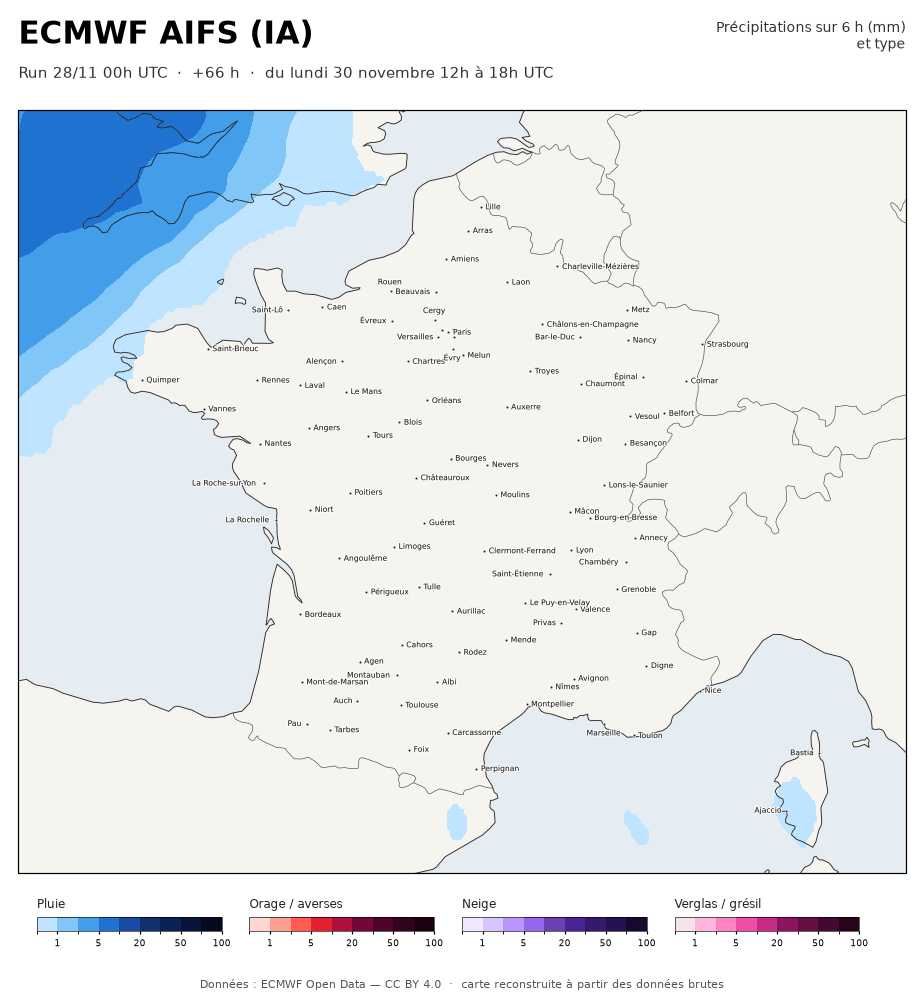 ECMWF AIFS (IA)
Précipitations sur 6 h (mm)
et type
Run 28/11 00h UTC · +66 h · du lundi 30 novembre 12h à 18h UTC
Lille
Arras
Amiens
Charleville-Mézières
Rouen
Laon
Beauvais
Saint-Lô
Caen
Cergy
Metz
Évreux
Châlons-en-Champagne
Versailles
Paris
Bar-le-Duc
Nancy
Strasbourg
Saint-Brieuc
Alençon
Chartres
Évry
Melun
Quimper
Rennes
Laval
Le Mans
Troyes
Chaumont
Épinal
Colmar
Vannes
Orléans
Auxerre
Vesoul
Belfort
Angers
Blois
Tours
Nantes
Dijon
Besançon
Bourges
Nevers
La Roche-sur-Yon
Châteauroux
Lons-le-Saunier
Poitiers
Moulins
Niort
Mâcon
La Rochelle
Guéret
Bourg-en-Bresse
Annecy
Limoges
Angoulême
Clermont-Ferrand
Lyon
Chambéry
Saint-Étienne
Périgueux
Tulle
Grenoble
Bordeaux
Aurillac
Le Puy-en-Velay
Valence
Privas
Gap
Cahors
Mende
Rodez
Agen
Digne
Montauban
Mont-de-Marsan
Albi
Avignon
Nîmes
Nice
Auch
Toulouse
Montpellier
Pau
Tarbes
Carcassonne
Marseille
Toulon
Foix
Bastia
Perpignan
Ajaccio
Pluie
1 5 20 50 100
Orage / averses
1 5 20 50 100
Neige
1 5 20 50 100
Verglas / grésil
1 5 20 50 100
Données : ECMWF Open Data — CC BY 4.0 · carte reconstruite à partir des données brutes